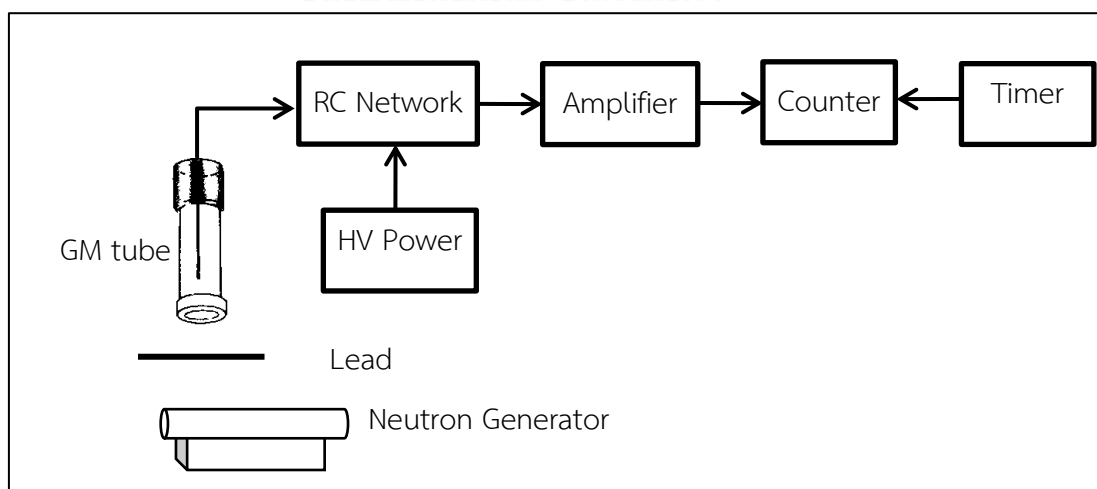 RC Network
Amplifier
Counter
Timer
HV Power
GM tube
Lead
Neutron Generator